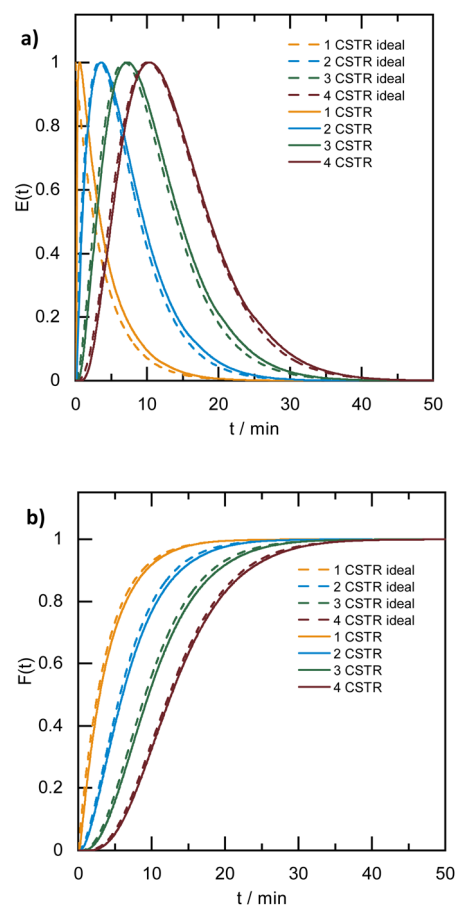 a)
1 CSTR ideal
2 CSTR ideal
3 CSTR ideal
4 CSTR ideal
1 CSTR
2 CSTR
3 CSTR
4 CSTR
E(t)
1
0.8
0.6
0.4
0.2
0
0 10 20 30 40 50
t / min
b)
1 CSTR ideal
2 CSTR ideal
3 CSTR ideal
4 CSTR ideal
1 CSTR
2 CSTR
3 CSTR
4 CSTR
F(t)
1
0.8
0.6
0.4
0.2
0
0 10 20 30 40 50
t / min